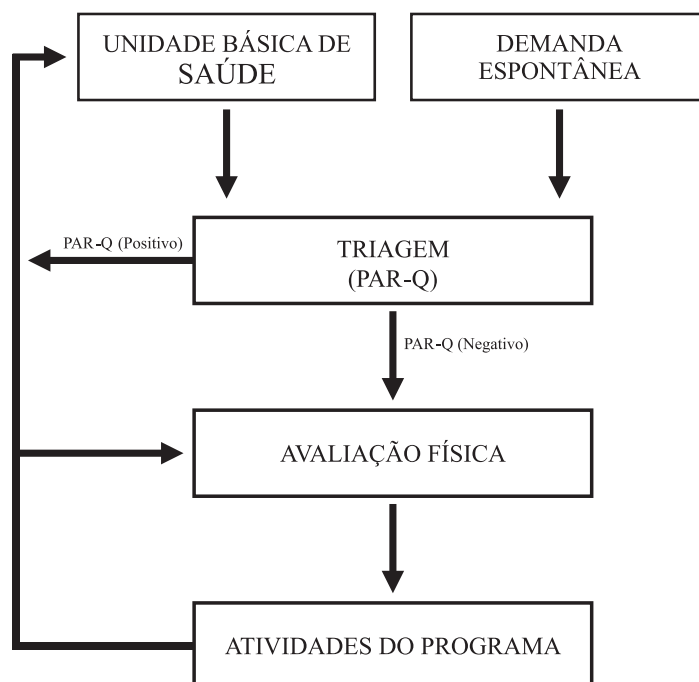 UNIDADE BÁSICA DE
SAÚDE
DEMANDA
ESPONTÂNEA
PAR-Q (Positivo)
TRIAGEM
(PAR-Q)
PAR-Q (Negativo)
AVALIAÇÃO FÍSICA
ATIVIDADES DO PROGRAMA